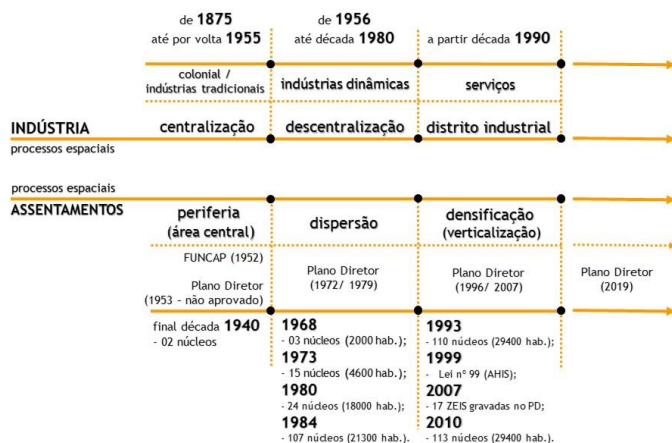 de 1875
até por volta 1955
de 1956
até década 1980
a partir década 1990
colonial /
indústrias tradicionais
indústrias dinâmicas
serviços
INDÚSTRIA
processos espaciais
centralização
descentralização
distrito industrial
processos espaciais
ASSENTAMENTOS
periferia
(área central)
dispersão
densificação
(verticalização)
FUNCAP (1952)
Plano Diretor
(1953 - não aprovado)
Plano Diretor
(1972/ 1979)
Plano Diretor
(1996/ 2007)
Plano Diretor
(2019)
final década 1940
- 02 núcleos
1968
- 03 núcleos (2000 hab.);
1973
- 15 núcleos (4600 hab.);
1980
- 24 núcleos (18000 hab.);
1984
- 107 núcleos (21300 hab.).
1993
- 110 núcleos (29400 hab.);
1999
- Lei nº 99 (AHIS);
2007
- 17 ZEIS gravadas no PD;
2010
- 113 núcleos (29400 hab.).